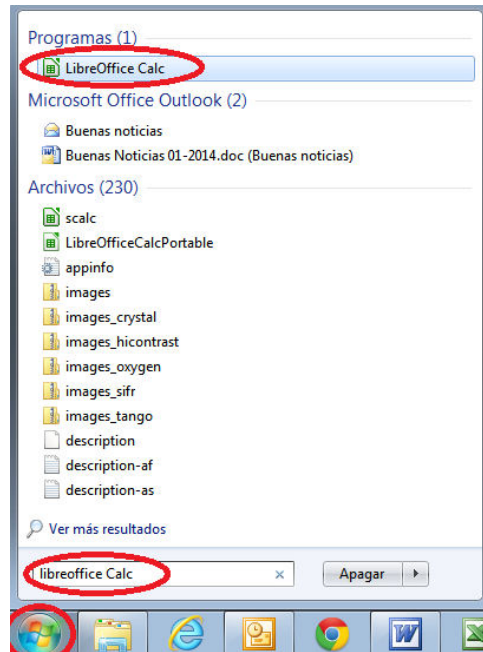 Programas (1)
LibreOffice Calc
Microsoft Office Outlook (2)
Buenas noticias
Buenas Noticias 01-2014.doc (Buenas noticias)
Archivos (230)
scalc
LibreOfficeCalcPortable
appinfo
images
images_crystal
images_hicontrast
images_oxygen
images_sifr
images_tango
description
description-af
description-as
Ver más resultados
libreoffice Calc
Apagar